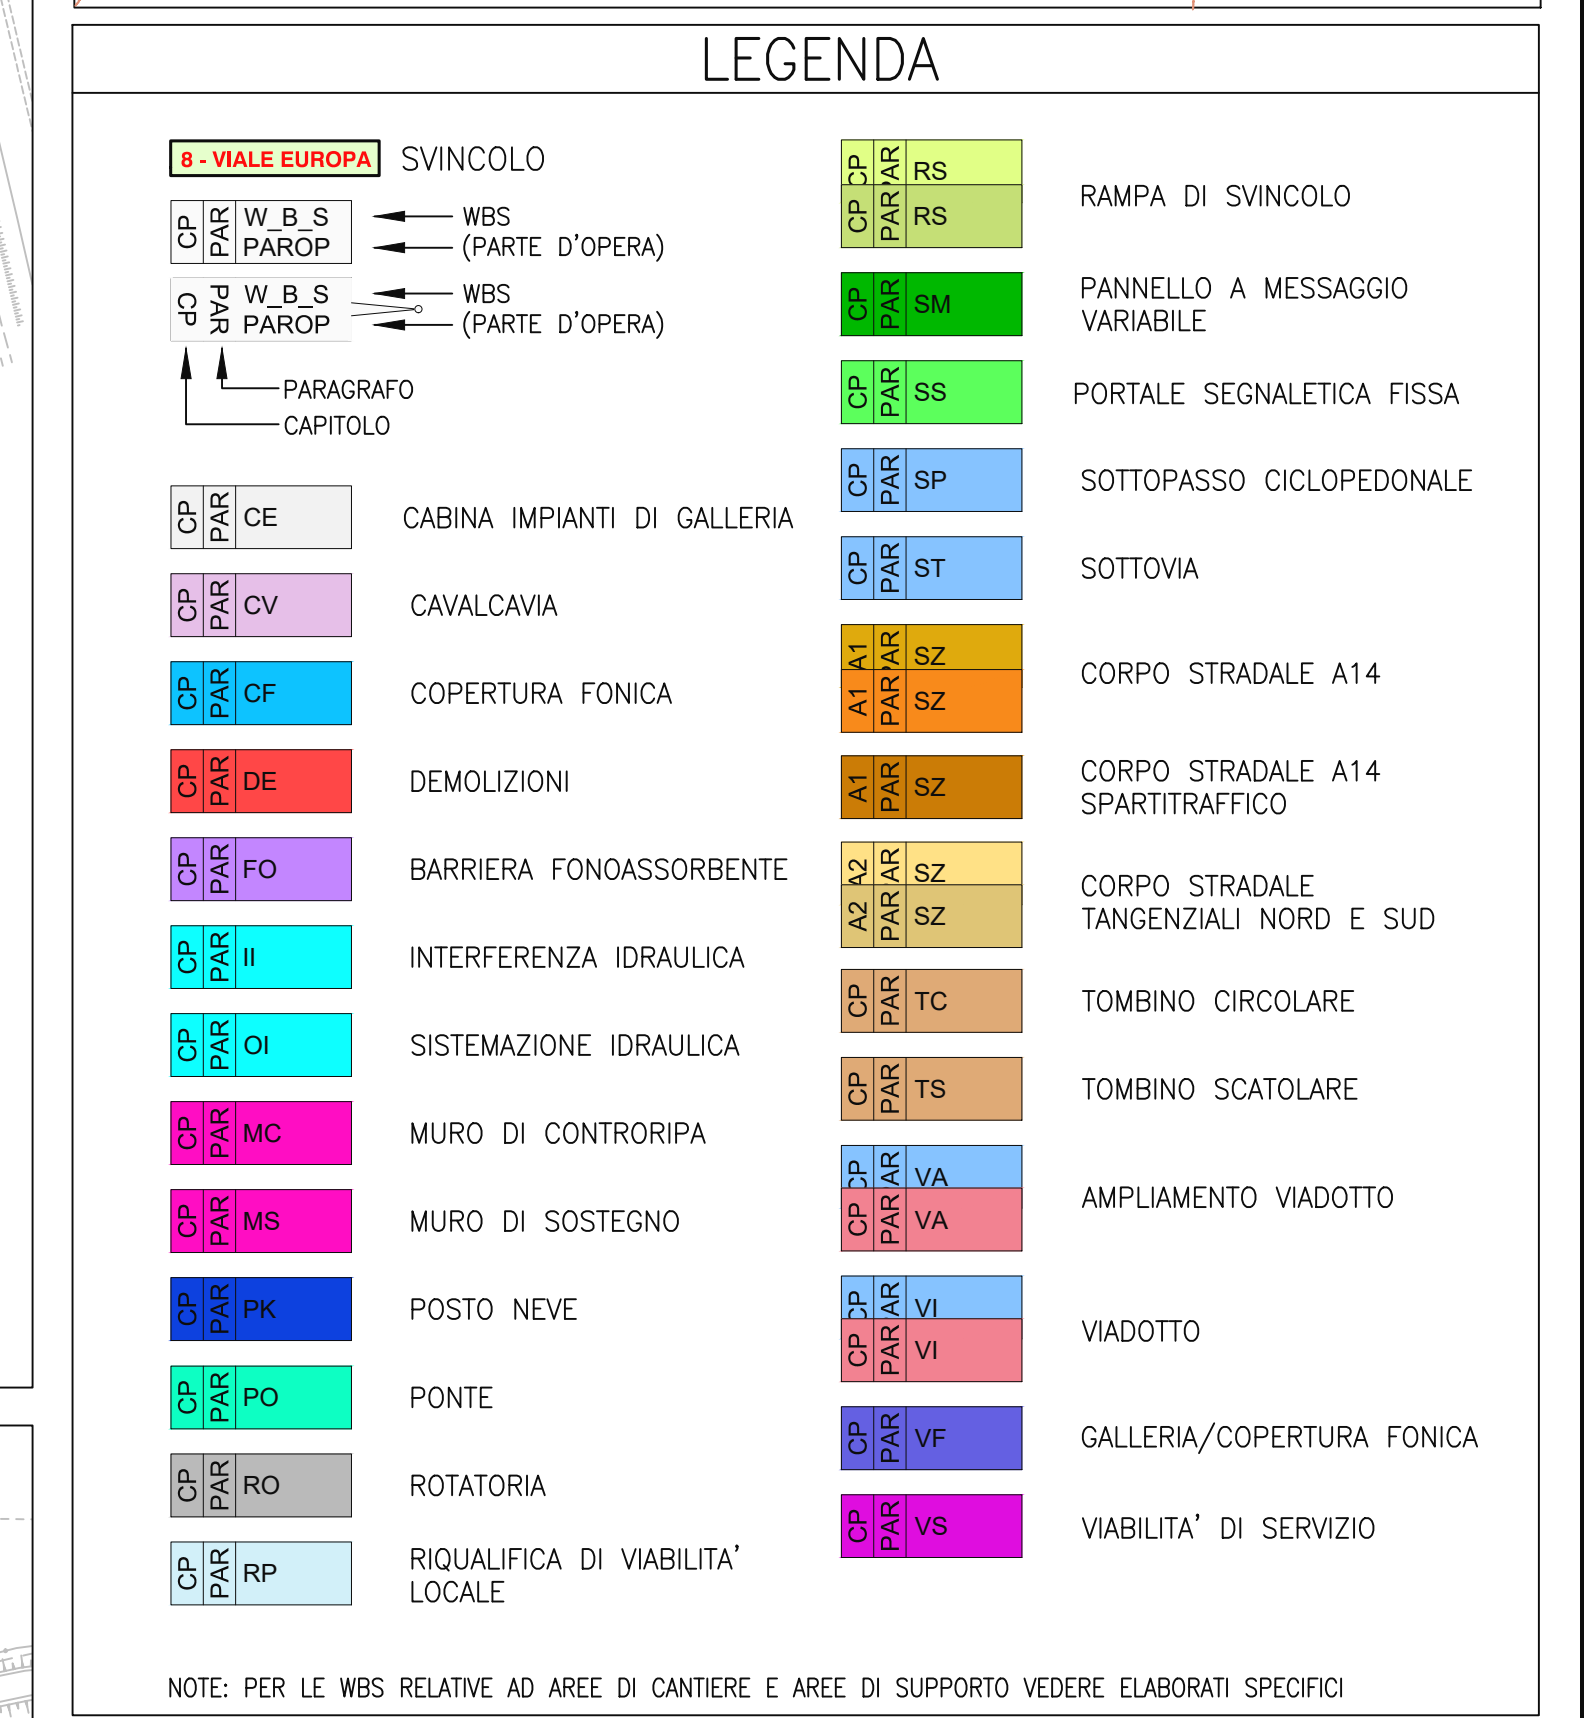 LEGENDA
8 - VIALE EUROPA SVINCOLO
CP PAR W_B_S WBS
PAROP (PARTE D'OPERA)
CP PAR W_B_S WBS
PAROP (PARTE D'OPERA)
PARAGRAFO
CAPITOLO
CP PAR CE CABINA IMPIANTI DI GALLERIA
CP PAR CV CAVALCAVIA
CP PAR CF COPERTURA FONICA
CP PAR DE DEMOLIZIONI
CP PAR FO BARRIERA FONOASSORBENTE
CP PAR II INTERFERENZA IDRAULICA
CP PAR OI SISTEMAZIONE IDRAULICA
CP PAR MC MURO DI CONTRORIPA
CP PAR MS MURO DI SOSTEGNO
CP PAR PK POSTO NEVE
CP PAR PO PONTE
CP PAR RO ROTATORIA
CP PAR RP RIQUALIFICA DI VIABILITA'
LOCALE
CP PAR RS
CP PAR RS RAMPA DI SVINCOLO
CP PAR SM PANNELLO A MESSAGGIO
VARIABILE
CP PAR SS PORTALE SEGNALETICA FISSA
CP PAR SP SOTTOPASSO CICLOPEDONALE
CP PAR ST SOTTOVIA
A1 PAR SZ
A1 PAR SZ CORPO STRADALE A14
A1 PAR SZ CORPO STRADALE A14
SPARTITRAFFICO
A2 PAR SZ
A2 PAR SZ CORPO STRADALE
TANGENZIALI NORD E SUD
CP PAR TC TOMBINO CIRCOLARE
CP PAR TS TOMBINO SCATOLARE
CP PAR VA
CP PAR VA AMPLIAMENTO VIADOTTO
CP PAR VI
CP PAR VI VIADOTTO
CP PAR VF GALLERIA/COPERTURA FONICA
CP PAR VS VIABILITA' DI SERVIZIO
NOTE: PER LE WBS RELATIVE AD AREE DI CANTIERE E AREE DI SUPPORTO VEDERE ELABORATI SPECIFICI